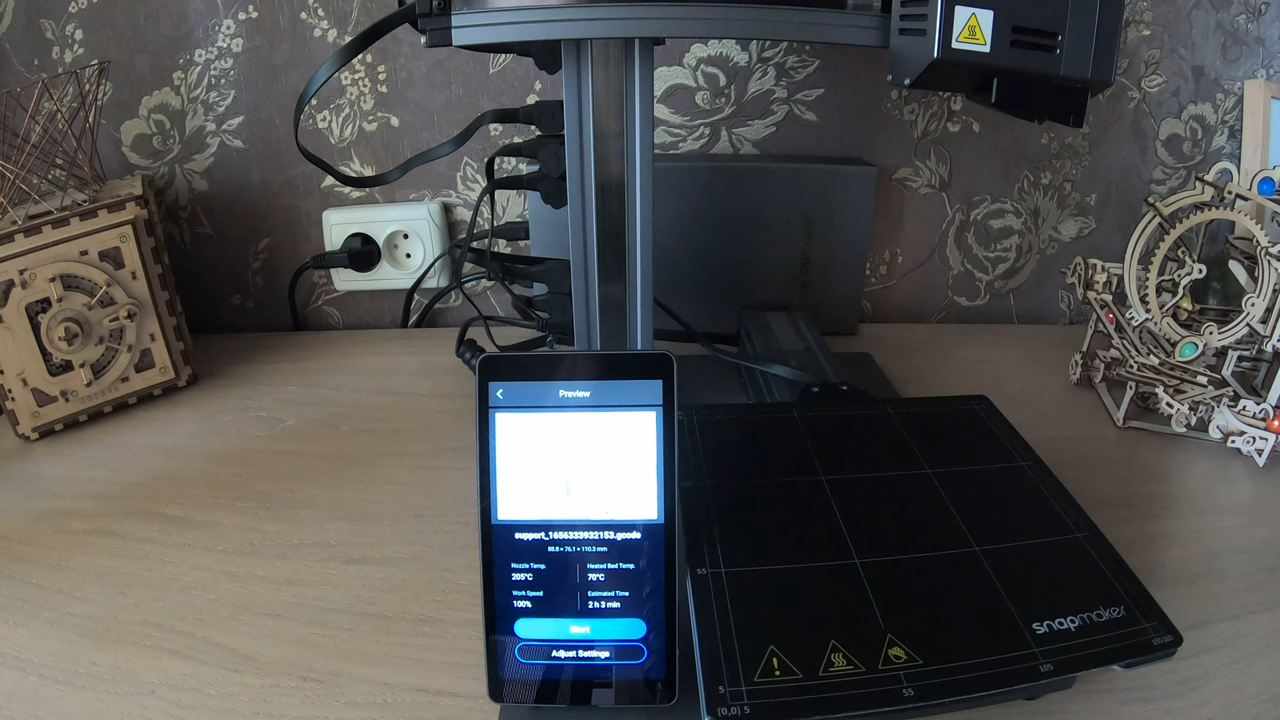 Preview
support_1656333932153.gcode
88.8 × 76.1 × 110.3 mm
Nozzle Temp.
205°C
Heated Bed Temp.
70°C
Work Speed
100%
Estimated Time
2 h 3 min
Start
Adjust Settings
snapmaker
55
5
(0,0) 5
55
105